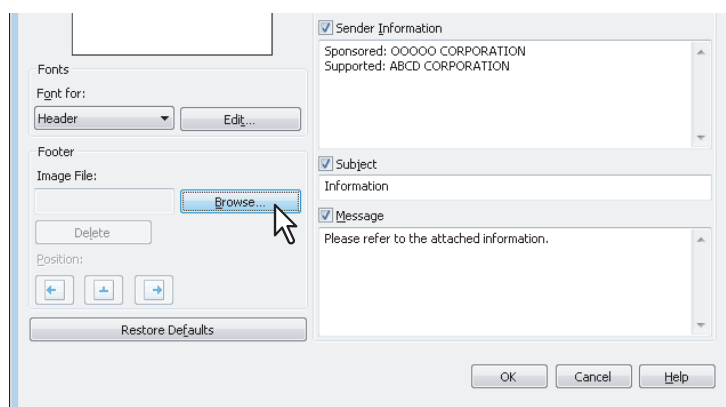 Fonts
Font for:
Header
Edit...
Footer
Image File:
Browse...
Delete
Position:
Restore Defaults
Sender Information
Sponsored: OOOOO CORPORATION
Supported: ABCD CORPORATION
Subject
Information
Message
Please refer to the attached information.
OK
Cancel
Help